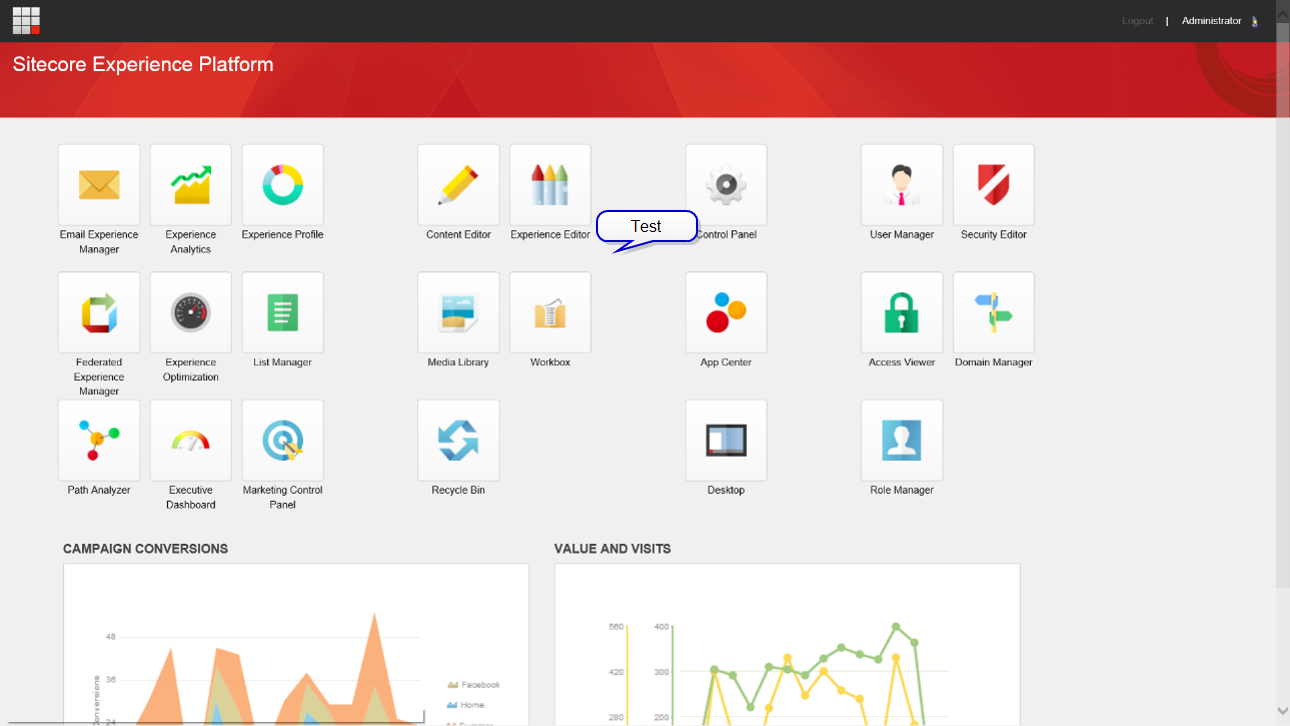 Logout | Administrator
Sitecore Experience Platform
Email Experience
Manager
Experience
Analytics
Experience Profile
Content Editor
Experience Editor
Test
Control Panel
User Manager
Security Editor
Federated
Experience
Manager
Experience
Optimization
List Manager
Media Library
Workbox
App Center
Access Viewer
Domain Manager
Path Analyzer
Executive
Dashboard
Marketing Control
Panel
Recycle Bin
Desktop
Role Manager
CAMPAIGN CONVERSIONS
48
36
24
Facebook
Home
VALUE AND VISITS
560
420
280
400
300
200